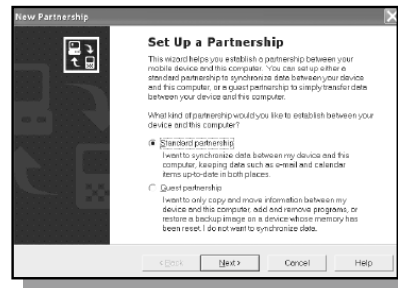 New Partnership
Set Up a Partnership
This wizard helps you establish a partnership between your
mobile device and this computer. You can set up either a
standard partnership to synchronize data between your device
and this computer, or a guest partnership to simply transfer data
between your device and this computer.
What kind of partnership would you like to establish between your
device and this computer?
Standard partnership
I want to synchronize data between my device and this
computer, keeping data such as e-mail and calendar
items up-to-date in both places.
Guest partnership
I want to only copy and move information between my
device and this computer, add and remove programs, or
restore a backup image on a device whose memory has
been reset. I do not want to synchronize data.
< Back Next > Cancel Help